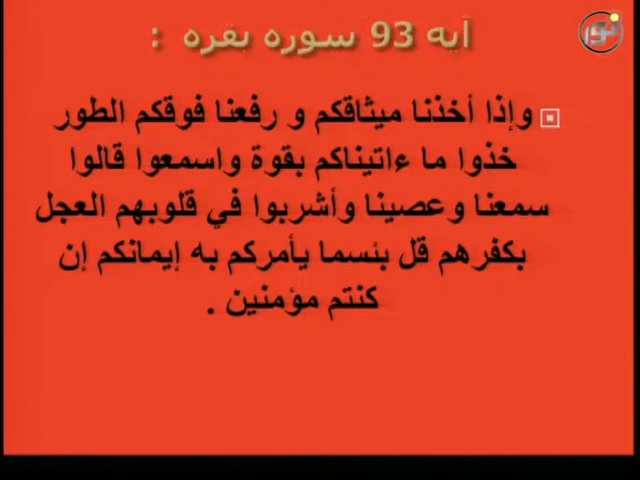 آیه 93 سوره بقره :
نور
وإذا أخذنا ميثاقكم و رفعنا فوقكم الطور
خذوا ما ءاتيناكم بقوة واسمعوا قالوا
سمعنا وعصينا وأشربوا في قلوبهم العجل
بكفرهم قل بئسما يأمركم به إيمانكم إن
كنتم مؤمنين .